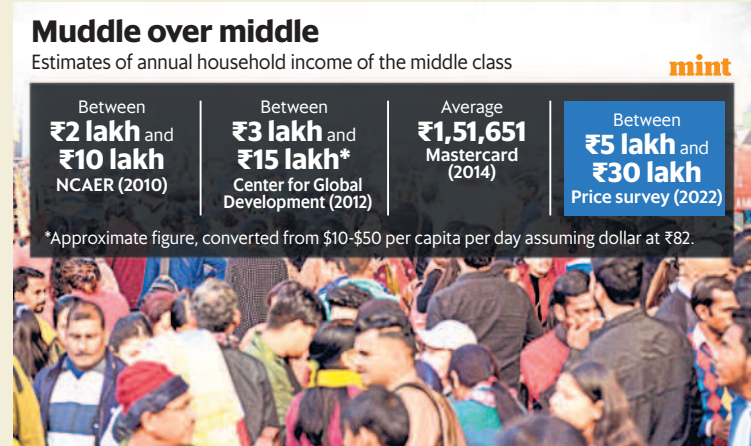 Muddle over middle
Estimates of annual household income of the middle class
mint
Between
₹2 lakh and
₹10 lakh
NCAER (2010)
Between
₹3 lakh and
₹15 lakh*
Center for Global
Development (2012)
Average
₹1,51,651
Mastercard
(2014)
Between
₹5 lakh and
₹30 lakh
Price survey (2022)
*Approximate figure, converted from $10-$50 per capita per day assuming dollar at ₹82.